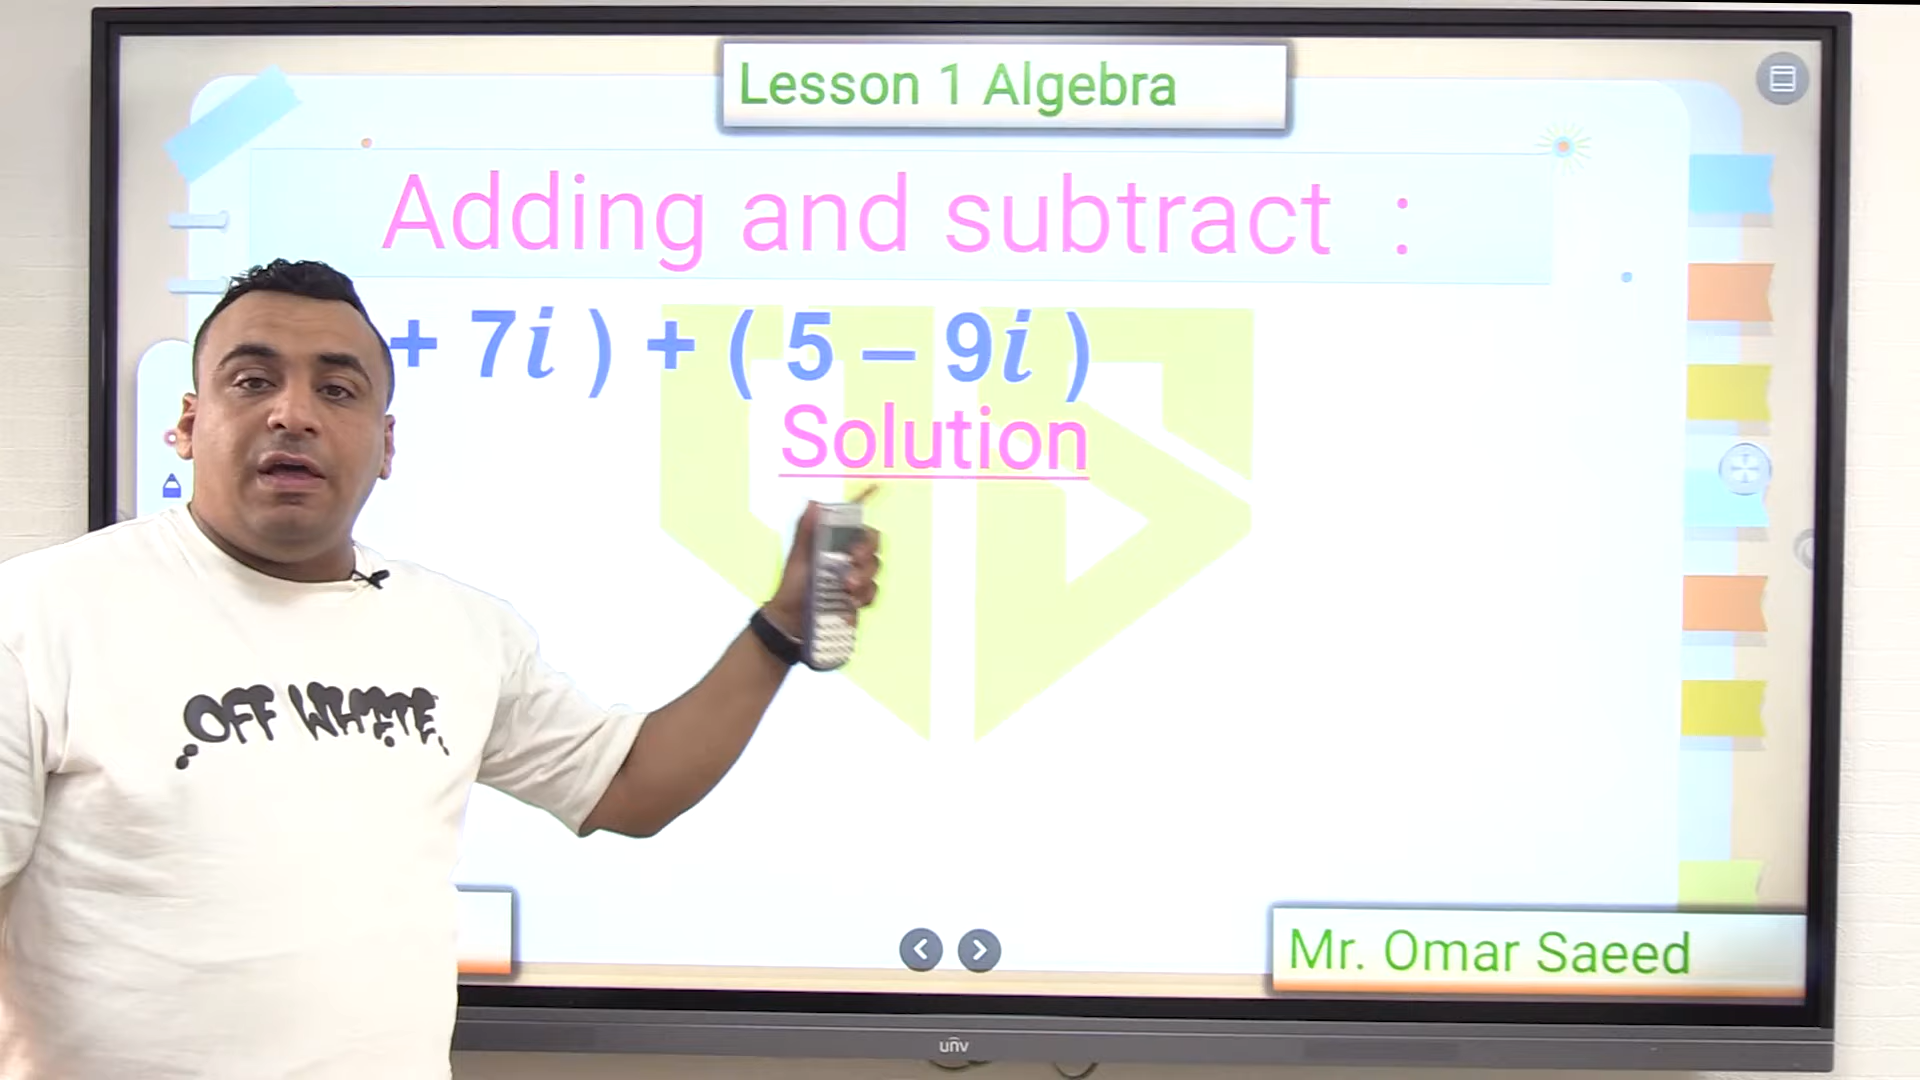 Lesson 1 Algebra
Adding and subtract :
+ 7i ) + ( 5 – 9i )
Solution
OFF WHITE
Mr. Omar Saeed
unv